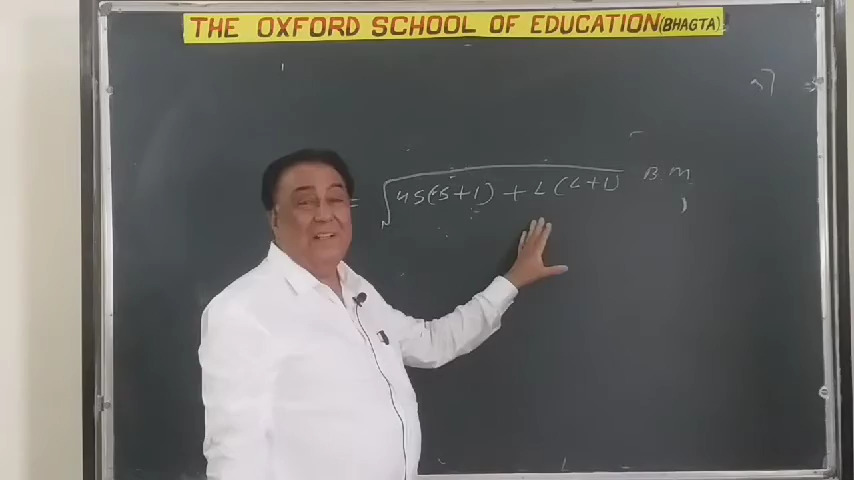 THE OXFORD SCHOOL OF EDUCATION(BHAGTA)
= √4S(S+1) + L(L+1) B.M